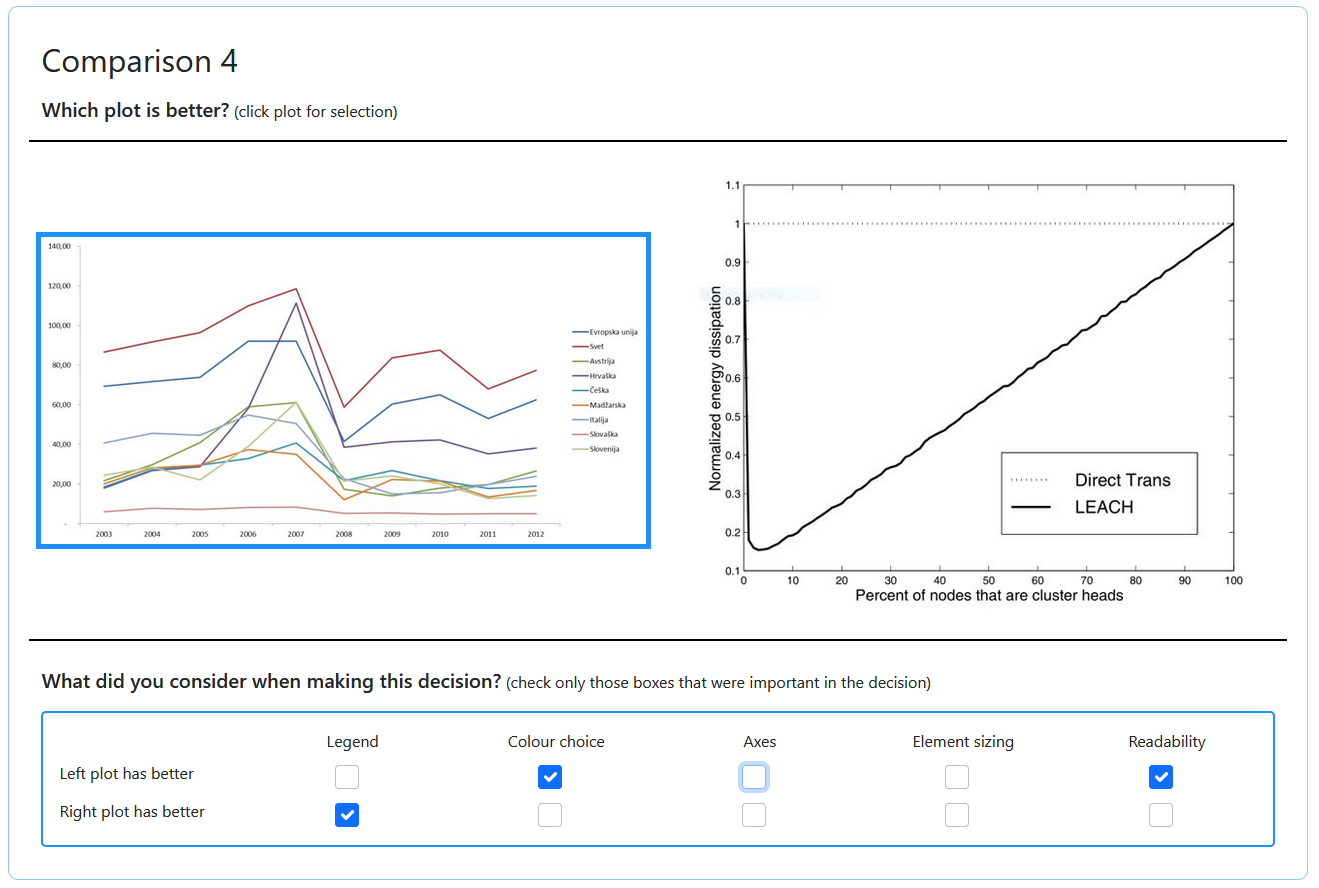 Comparison 4
Which plot is better? (click plot for selection)
140,00
120,00
100,00
80,00
60,00
40,00
20,00
-
2003 2004 2005 2006 2007 2008 2009 2010 2011 2012
Evropska unija
Svet
Avstrija
Hrvaška
Češka
Madžarska
Italija
Slovaška
Slovenija
1.1
1
0.9
0.8
0.7
0.6
0.5
0.4
0.3
0.2
0.1
Normalized energy dissipation
Direct Trans
LEACH
0 10 20 30 40 50 60 70 80 90 100
Percent of nodes that are cluster heads
What did you consider when making this decision? (check only those boxes that were important in the decision)
Legend Colour choice Axes Element sizing Readability
Left plot has better
Right plot has better